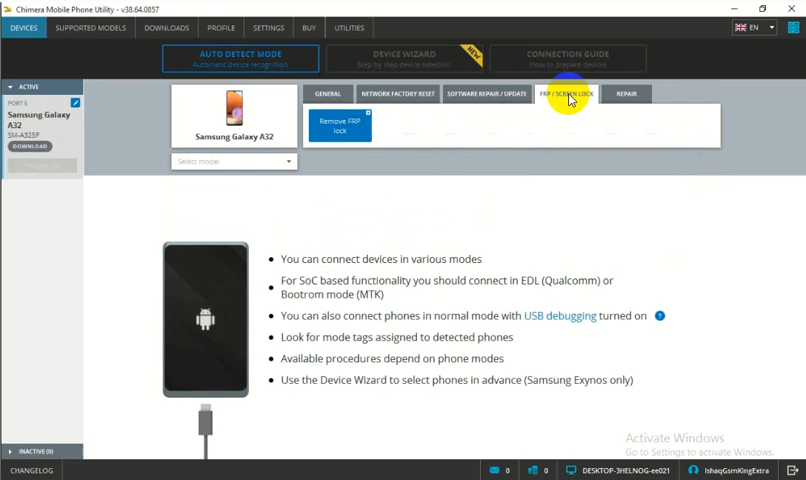 Chimera Mobile Phone Utility - v38.64.0857
DEVICES SUPPORTED MODELS DOWNLOADS PROFILE SETTINGS BUY UTILITIES EN
AUTO DETECT MODE
Automatic device recognition
DEVICE WIZARD
Step by step device selection
NEW
CONNECTION GUIDE
How to prepare devices
ACTIVE
PORT 6
Samsung Galaxy
A32
SM-A325F
DOWNLOAD
Samsung Galaxy A32
Select model
GENERAL NETWORK FACTORY RESET SOFTWARE REPAIR / UPDATE FRP / SCREEN LOCK REPAIR
Remove FRP
lock
You can connect devices in various modes
For SoC based functionality you should connect in EDL (Qualcomm) or
Bootrom mode (MTK)
You can also connect phones in normal mode with USB debugging turned on ?
Look for mode tags assigned to detected phones
Available procedures depend on phone modes
Use the Device Wizard to select phones in advance (Samsung Exynos only)
Activate Windows
Go to Settings to activate Windows.
INACTIVE (0)
CHANGELOG 0 0 DESKTOP-3HELNOG-ee021 IshaqGsmKingExtra